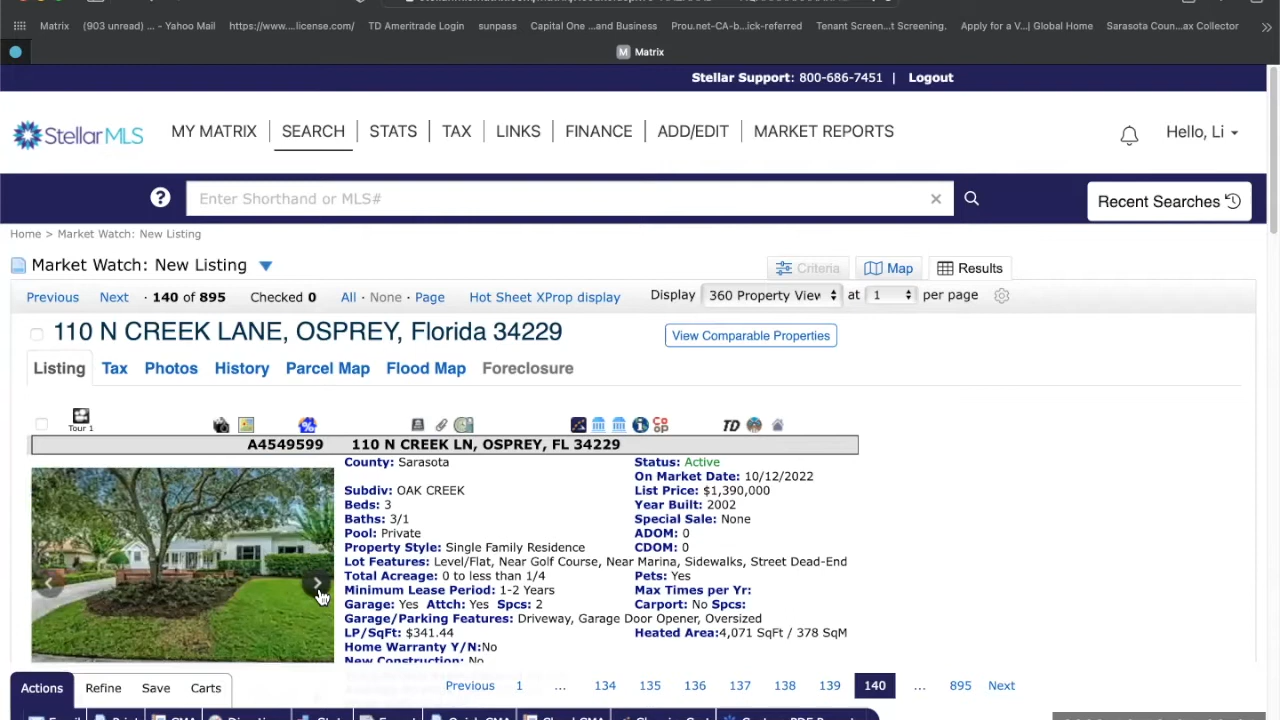 Matrix (903 unread) ... – Yahoo Mail https://www....license.com/ TD Ameritrade Login sunpass Capital One ...and Business Prou.net-CA-b...ick-referred Tenant Screen...t Screening. Apply for a V...| Global Home Sarasota Coun...ax Collector
M Matrix
Stellar Support: 800-686-7451 | Logout
StellarMLS MY MATRIX SEARCH STATS TAX LINKS FINANCE ADD/EDIT MARKET REPORTS Hello, Li
? Enter Shorthand or MLS# Recent Searches
Home > Market Watch: New Listing
Market Watch: New Listing Criteria Map Results
Previous Next · 140 of 895 Checked 0 All · None · Page Hot Sheet XProp display Display 360 Property View at 1 per page
110 N CREEK LANE, OSPREY, Florida 34229 View Comparable Properties
Listing Tax Photos History Parcel Map Flood Map Foreclosure
Tour 1 TD
A4549599 110 N CREEK LN, OSPREY, FL 34229
County: Sarasota Status: Active
On Market Date: 10/12/2022
Subdiv: OAK CREEK List Price: $1,390,000
Beds: 3 Year Built: 2002
Baths: 3/1 Special Sale: None
Pool: Private ADOM: 0
Property Style: Single Family Residence CDOM: 0
Lot Features: Level/Flat, Near Golf Course, Near Marina, Sidewalks, Street Dead-End
Total Acreage: 0 to less than 1/4 Pets: Yes
Minimum Lease Period: 1-2 Years Max Times per Yr:
Garage: Yes Attch: Yes Spcs: 2 Carport: No Spcs:
Garage/Parking Features: Driveway, Garage Door Opener, Oversized
LP/SqFt: $341.44 Heated Area:4,071 SqFt / 378 SqM
Home Warranty Y/N:No
New Construction: No
Actions Refine Save Carts Previous 1 ... 134 135 136 137 138 139 140 ... 895 Next